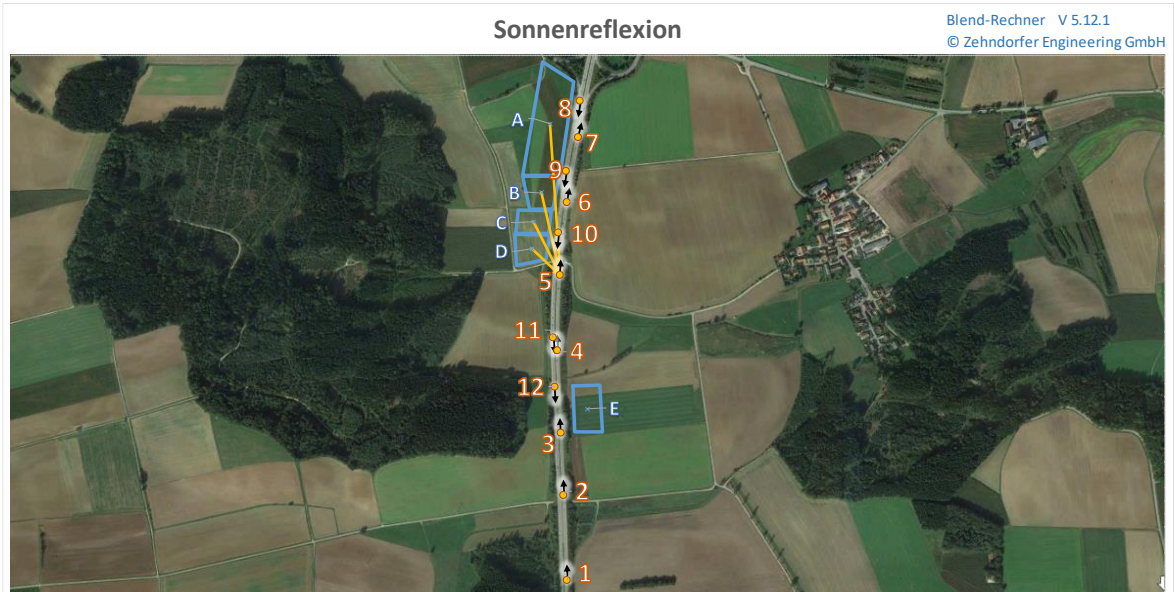 Sonnenreflexion
Blend-Rechner V 5.12.1
© Zehndorfer Engineering GmbH
8
A
7
9
B
6
C
10
D
5
11
4
12
E
3
2
1